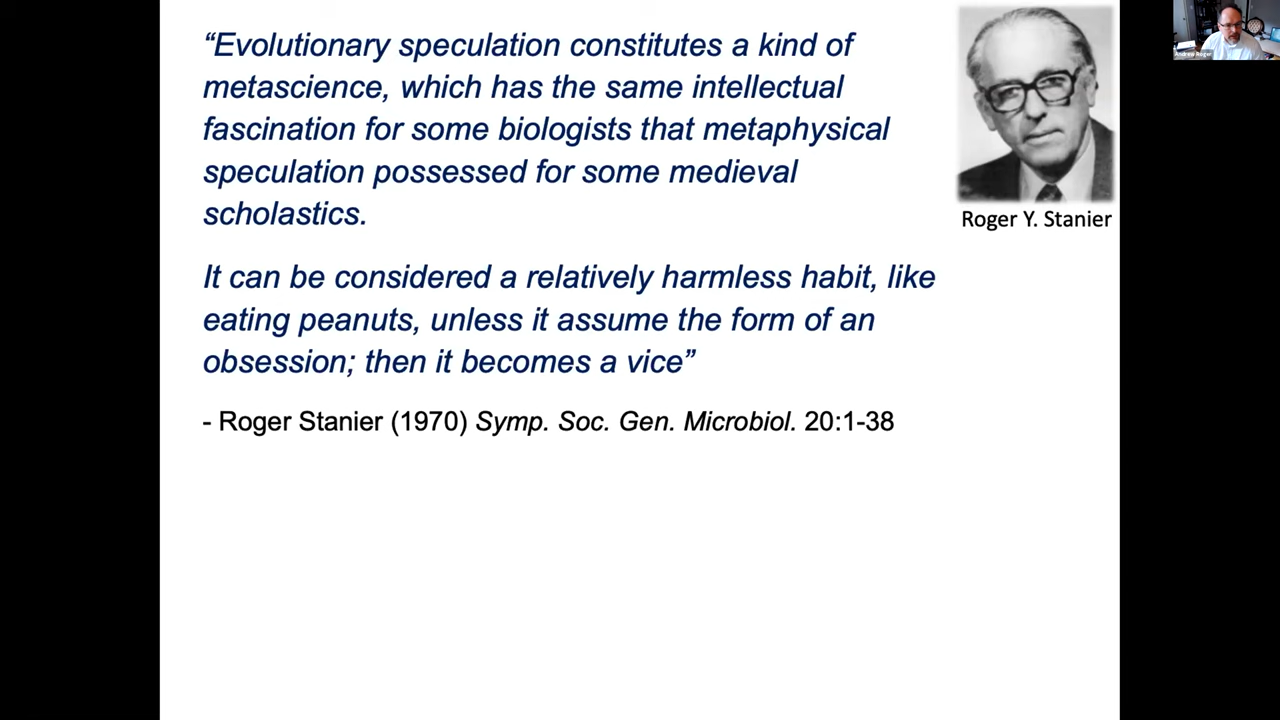 “Evolutionary speculation constitutes a kind of
metascience, which has the same intellectual
fascination for some biologists that metaphysical
speculation possessed for some medieval
scholastics.
It can be considered a relatively harmless habit, like
eating peanuts, unless it assume the form of an
obsession; then it becomes a vice”
- Roger Stanier (1970) Symp. Soc. Gen. Microbiol. 20:1-38
Roger Y. Stanier
Andrew Roger